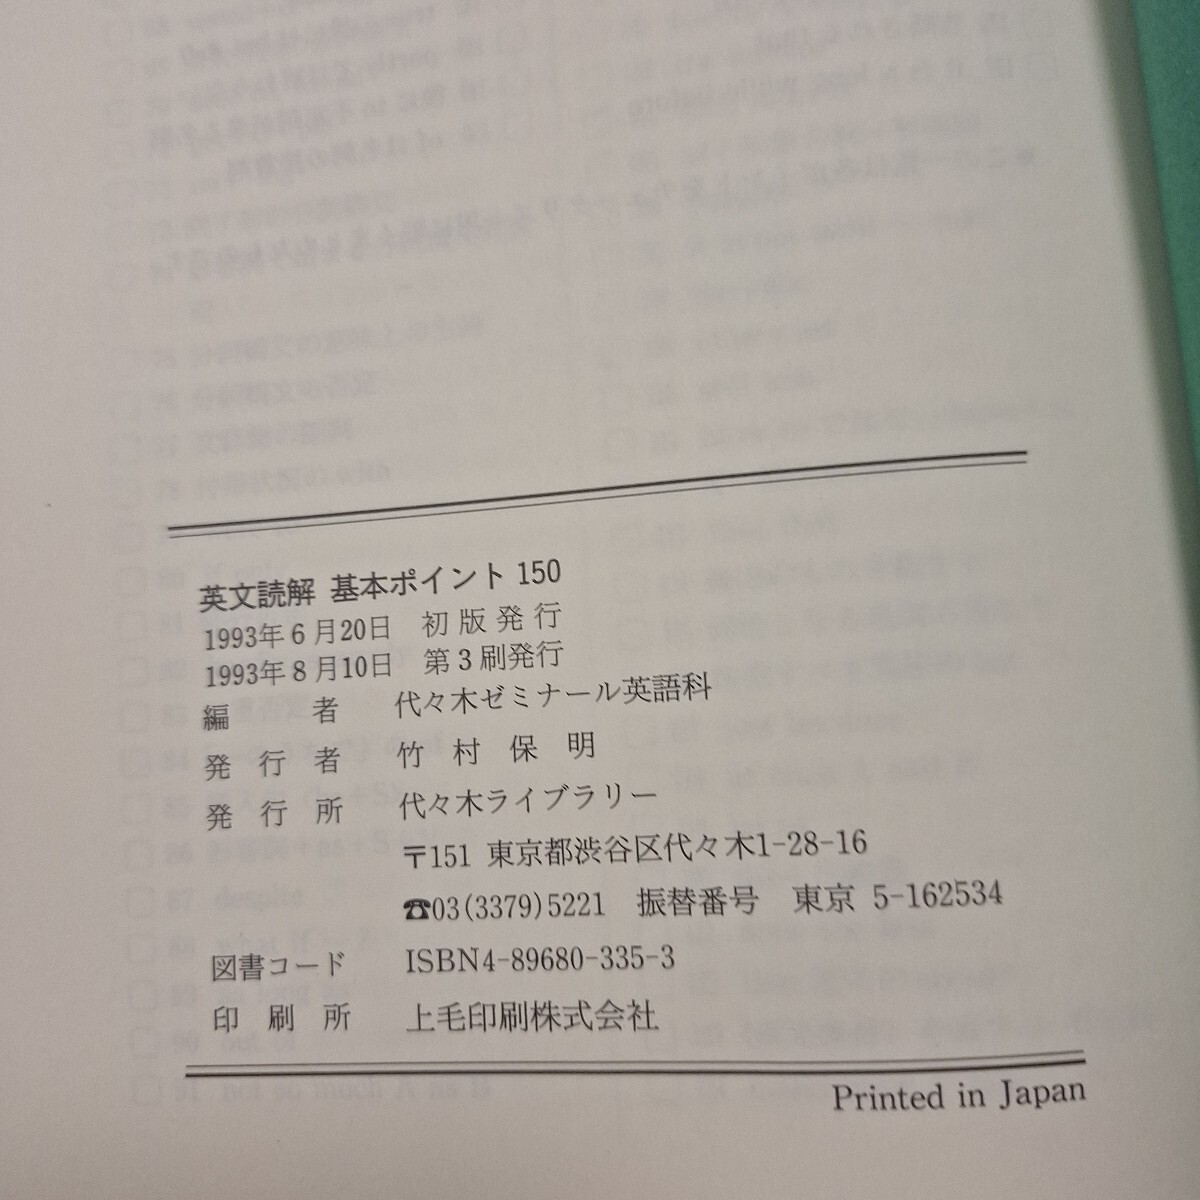 英文読解 基本ポイント 150
1993年6月20日 初版発行
1993年8月10日 第3刷発行
編者 代々木ゼミナール英語科
発行者 竹村保明
発行所 代々木ライブラリー
〒151 東京都渋谷区代々木1-28-16
☎03(3379)5221 振替番号 東京 5-162534
図書コード ISBN4-89680-335-3
印刷所 上毛印刷株式会社
Printed in Japan